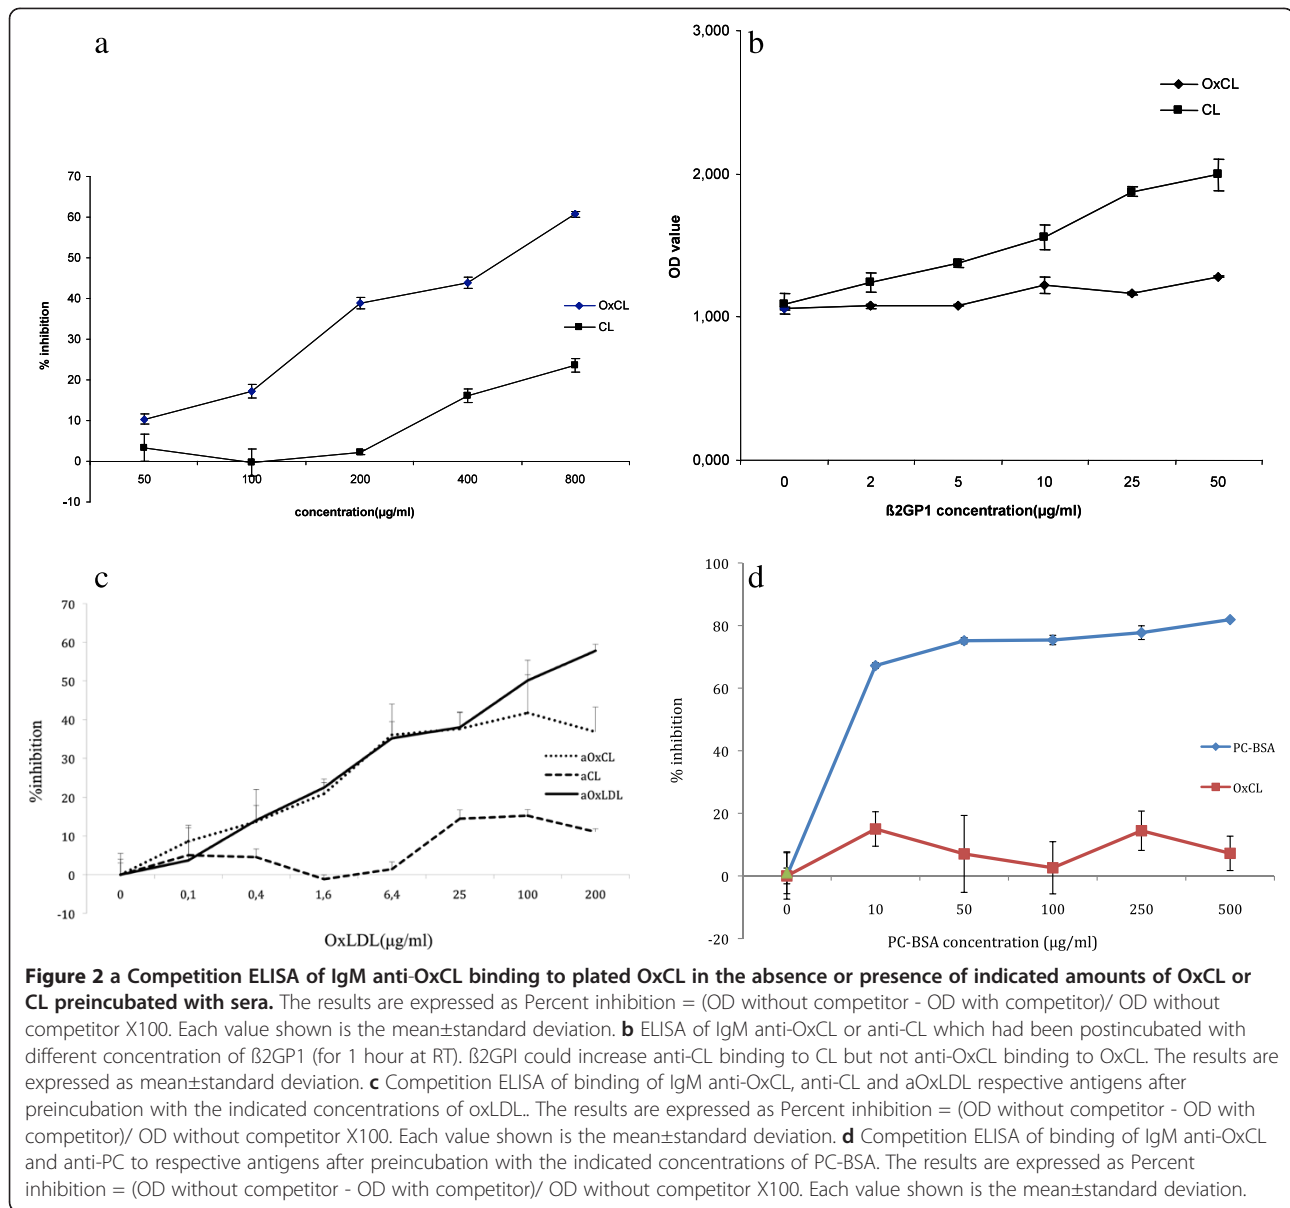 a
70
60
50
40
30
20
10
0
-10
% inhibition
50 100 200 400 800
concentration(µg/ml)
OxCL
CL
b
3,000
2,000
1,000
0,000
OD value
0 2 5 10 25 50
ß2GP1 concentration(µg/ml)
OxCL
CL
c
70
60
50
40
30
20
10
0
-10
%inhibition
0 0,1 0,4 1,6 6,4 25 100 200
OxLDL(µg/ml)
aOxCL
aCL
aOxLDL
d
100
80
60
40
20
0
-20
% inhibition
0 10 50 100 250 500
PC-BSA concentration (µg/ml)
PC-BSA
OxCL
Figure 2 a Competition ELISA of IgM anti-OxCL binding to plated OxCL in the absence or presence of indicated amounts of OxCL or
CL preincubated with sera. The results are expressed as Percent inhibition = (OD without competitor - OD with competitor)/ OD without
competitor X100. Each value shown is the mean±standard deviation. b ELISA of IgM anti-OxCL or anti-CL which had been postincubated with
different concentration of ß2GP1 (for 1 hour at RT). ß2GPI could increase anti-CL binding to CL but not anti-OxCL binding to OxCL. The results are
expressed as mean±standard deviation. c Competition ELISA of binding of IgM anti-OxCL, anti-CL and aOxLDL respective antigens after
preincubation with the indicated concentrations of oxLDL.. The results are expressed as Percent inhibition = (OD without competitor - OD with
competitor)/ OD without competitor X100. Each value shown is the mean±standard deviation. d Competition ELISA of binding of IgM anti-OxCL
and anti-PC to respective antigens after preincubation with the indicated concentrations of PC-BSA. The results are expressed as Percent
inhibition = (OD without competitor - OD with competitor)/ OD without competitor X100. Each value shown is the mean±standard deviation.